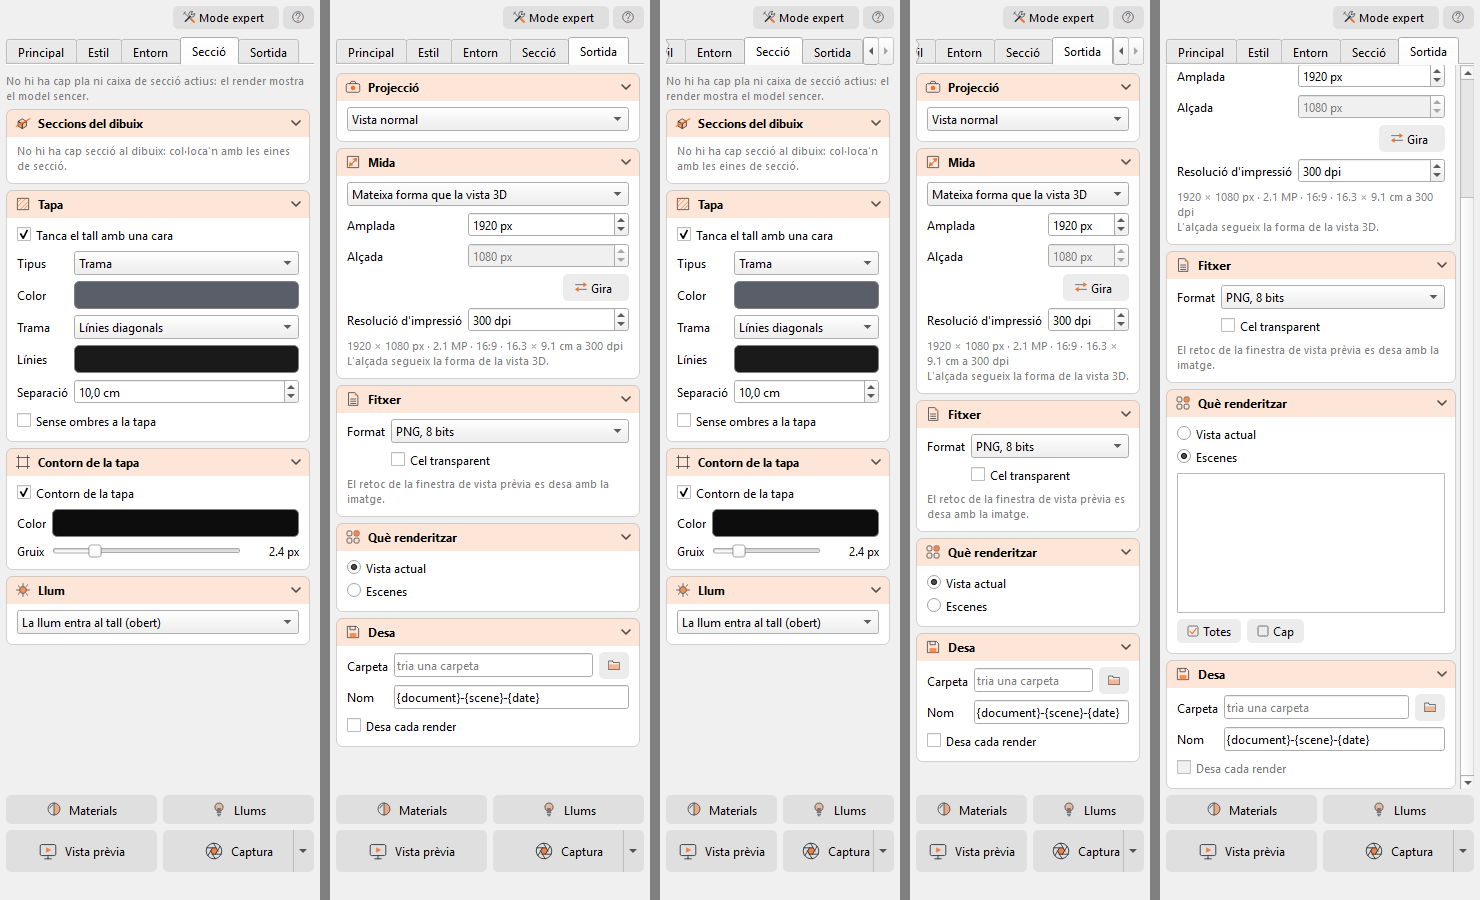 Mode expert
Principal
Estil
Entorn
Secció
Sortida
No hi ha cap pla ni caixa de secció actius: el render mostra
el model sencer.
Seccions del dibuix
No hi ha cap secció al dibuix: col·loca'n amb les eines
de secció.
Tapa
Tanca el tall amb una cara
Tipus
Trama
Color
Trama
Línies diagonals
Línies
Separació
10,0 cm
Sense ombres a la tapa
Contorn de la tapa
Contorn de la tapa
Color
Gruix
2.4 px
Llum
La llum entra al tall (obert)
Materials
Llums
Vista prèvia
Captura
Mode expert
Principal
Estil
Entorn
Secció
Sortida
Projecció
Vista normal
Mida
Mateixa forma que la vista 3D
Amplada
1920 px
Alçada
1080 px
Gira
Resolució d'impressió
300 dpi
1920 × 1080 px · 2.1 MP · 16:9 · 16.3 × 9.1 cm a 300 dpi
L'alçada segueix la forma de la vista 3D.
Fitxer
Format
PNG, 8 bits
Cel transparent
El retoc de la finestra de vista prèvia es desa amb la
imatge.
Què renderitzar
Vista actual
Escenes
Desa
Carpeta
tria una carpeta
Nom
{document}-{scene}-{date}
Desa cada render
Materials
Llums
Vista prèvia
Captura
Mode expert
il
Entorn
Secció
Sortida
No hi ha cap pla ni caixa de secció actius: el
render mostra el model sencer.
Seccions del dibuix
No hi ha cap secció al dibuix: col·loca'n
amb les eines de secció.
Tapa
Tanca el tall amb una cara
Tipus
Trama
Color
Trama
Línies diagonals
Línies
Separació
10,0 cm
Sense ombres a la tapa
Contorn de la tapa
Contorn de la tapa
Color
Gruix
2.4 px
Llum
La llum entra al tall (obert)
Materials
Llums
Vista prèvia
Captura
Mode expert
il
Entorn
Secció
Sortida
Projecció
Vista normal
Mida
Mateixa forma que la vista 3D
Amplada
1920 px
Alçada
1080 px
Gira
Resolució d'impressió
300 dpi
1920 × 1080 px · 2.1 MP · 16:9 · 16.3 ×
9.1 cm a 300 dpi
L'alçada segueix la forma de la vista 3D.
Fitxer
Format
PNG, 8 bits
Cel transparent
El retoc de la finestra de vista prèvia es
desa amb la imatge.
Què renderitzar
Vista actual
Escenes
Desa
Carpeta
tria una carpeta
Nom
{document}-{scene}-{date}
Desa cada render
Materials
Llums
Vista prèvia
Captura
Mode expert
Principal
Estil
Entorn
Secció
Sortida
Amplada
1920 px
Alçada
1080 px
Gira
Resolució d'impressió
300 dpi
1920 × 1080 px · 2.1 MP · 16:9 · 16.3 × 9.1 cm a 300
dpi
L'alçada segueix la forma de la vista 3D.
Fitxer
Format
PNG, 8 bits
Cel transparent
El retoc de la finestra de vista prèvia es desa amb la
imatge.
Què renderitzar
Vista actual
Escenes
Totes
Cap
Desa
Carpeta
tria una carpeta
Nom
{document}-{scene}-{date}
Desa cada render
Materials
Llums
Vista prèvia
Captura